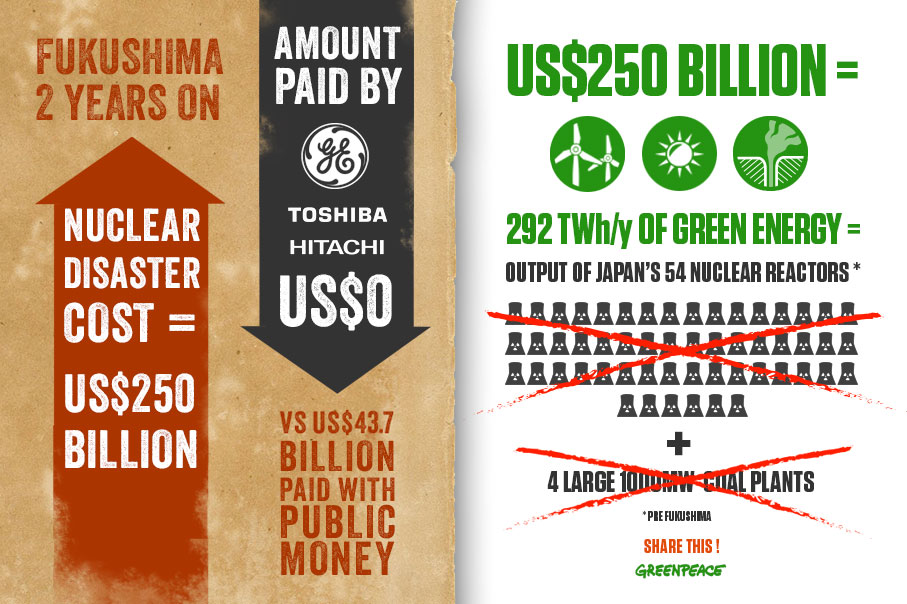 FUKUSHIMA
2 YEARS ON
NUCLEAR
DISASTER
COST =
US$250
BILLION
AMOUNT
PAID BY
GE
TOSHIBA
HITACHI
US$0
VS US$43.7
BILLION
PAID WITH
PUBLIC
MONEY
US$250 BILLION =
292 TWh/y OF GREEN ENERGY =
OUTPUT OF JAPAN'S 54 NUCLEAR REACTORS *
+
4 LARGE 1000MW COAL PLANTS
* PRE FUKUSHIMA
SHARE THIS !
GREENPEACE